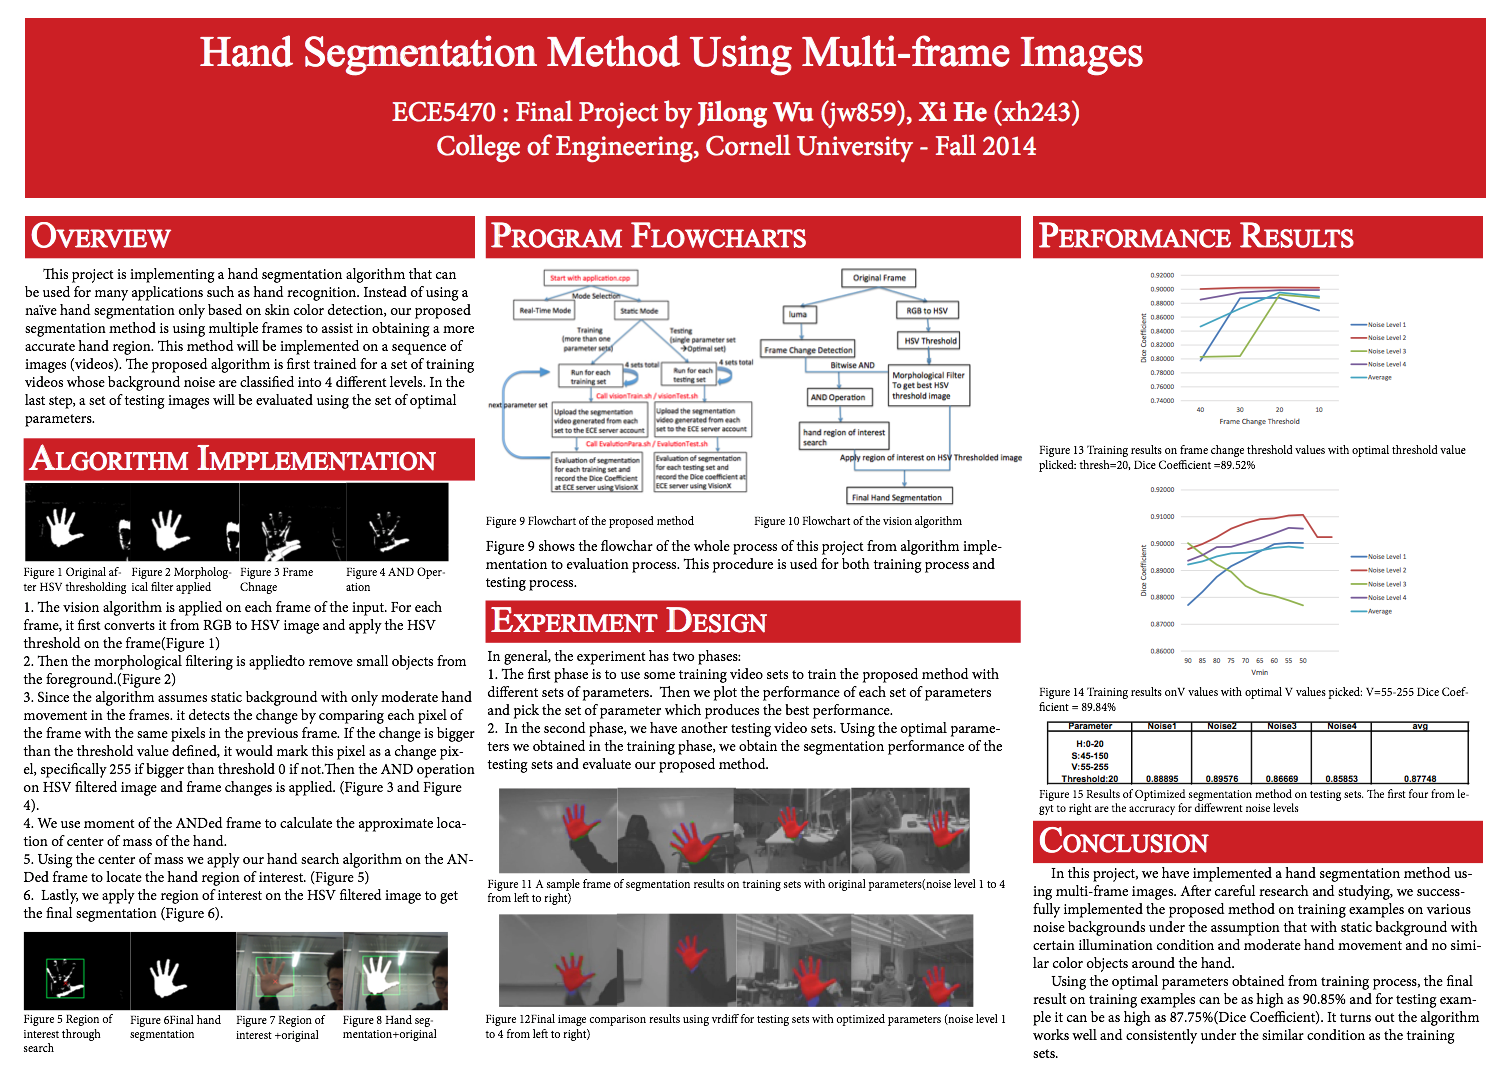 Hand Segmentation Method Using Multi-frame Images
ECE5470 : Final Project by Jilong Wu (jw859), Xi He (xh243)
College of Engineering, Cornell University - Fall 2014
OVERVIEW
This project is implementing a hand segmentation algorithm that can
be used for many applications such as hand recognition. Instead of using a
naïve hand segmentation only based on skin color detection, our proposed
segmentation method is using multiple frames to assist in obtaining a more
accurate hand region. This method will be implemented on a sequence of
images (videos). The proposed algorithm is first trained for a set of training
videos whose background noise are classified into 4 different levels. In the
last step, a set of testing images will be evaluated using the set of optimal
parameters.
ALGORITHM IMPPLEMENTATION
Figure 1 Original af-
ter HSV thresholding
Figure 2 Morpholog-
ical filter applied
Figure 3 Frame
Chnage
Figure 4 AND Oper-
ation
1. The vision algorithm is applied on each frame of the input. For each
frame, it first converts it from RGB to HSV image and apply the HSV
threshold on the frame(Figure 1)
2. Then the morphological filtering is appliedto remove small objects from
the foreground.(Figure 2)
3. Since the algorithm assumes static background with only moderate hand
movement in the frames. it detects the change by comparing each pixel of
the frame with the same pixels in the previous frame. If the change is bigger
than the threshold value defined, it would mark this pixel as a change pix-
el, specifically 255 if bigger than threshold 0 if not.Then the AND operation
on HSV filtered image and frame changes is applied. (Figure 3 and Figure
4).
4. We use moment of the ANDed frame to calculate the approximate loca-
tion of center of mass of the hand.
5. Using the center of mass we apply our hand search algorithm on the AN-
Ded frame to locate the hand region of interest. (Figure 5)
6. Lastly, we apply the region of interest on the HSV filtered image to get
the final segmentation (Figure 6).
Figure 5 Region of
interest through
search
Figure 6Final hand
segmentation
Figure 7 Region of
interest +original
Figure 8 Hand seg-
mentation+original
PROGRAM FLOWCHARTS
Start with application.cpp
Mode Selection
Real-Time Mode
Static Mode
Training
(more than one
parameter sets)
Testing
(single parameter set
→Optimal set)
Run for each
training set
4 sets total
Run for each
testing set
4 sets total
Call visionTrain.sh / visionTest.sh
next parameter set
Upload the segmentation
video generated from each
set to the ECE server account
Upload the segmentation
video generated from each
set to the ECE server account
Call EvalutionPara.sh / EvalutionTest.sh
Evaluation of segmentation
for each training set and
record the Dice Coefficient
at ECE server using VisionX
Evaluation of segmentation
for each testing set and
record the Dice coefficient at
ECE server using VisionX
Figure 9 Flowchart of the proposed method
Original Frame
luma
RGB to HSV
Frame Change Detection
HSV Threshold
Bitwise AND
Morphological Filter
To get best HSV
threshold image
AND Operation
hand region of interest
search
Apply region of interest on HSV Thresholded image
Final Hand Segmentation
Figure 10 Flowchart of the vision algorithm
Figure 9 shows the flowchar of the whole process of this project from algorithm imple-
mentation to evaluation process. This procedure is used for both training process and
testing process.
EXPERIMENT DESIGN
In general, the experiment has two phases:
1. The first phase is to use some training video sets to train the proposed method with
different sets of parameters. Then we plot the performance of each set of parameters
and pick the set of parameter which produces the best performance.
2. In the second phase, we have another testing video sets. Using the optimal parame-
ters we obtained in the training phase, we obtain the segmentation performance of the
testing sets and evaluate our proposed method.
Figure 11 A sample frame of segmentation results on training sets with original parameters(noise level 1 to 4
from left to right)
Figure 12Final image comparison results using vrdiff for testing sets with optimized parameters (noise level 1
to 4 from left to right)
PERFORMANCE RESULTS
0.92000
0.90000
0.88000
0.86000
0.84000
0.82000
0.80000
0.78000
0.76000
0.74000
Dice Coefficient
40 30 20 10
Frame Change Threshold
Noise Level 1
Noise Level 2
Noise Level 3
Noise Level 4
Average
Figure 13 Training results on frame change threshold values with optimal threshold value
plicked: thresh=20, Dice Coefficient =89.52%
0.92000
0.91000
0.90000
0.89000
0.88000
0.87000
0.86000
Dice Coefficient
90 85 80 75 70 65 60 55 50
Vmin
Noise Level 1
Noise Level 2
Noise Level 3
Noise Level 4
Average
Figure 14 Training results onV values with optimal V values picked: V=55-255 Dice Coef-
ficient = 89.84%
Parameter Noise1 Noise2 Noise3 Noise4 avg
H:0-20
S:45-150
V:55-255
Threshold:20 0.88895 0.89576 0.86669 0.85853 0.87748
Figure 15 Results of Optimized segmentation method on testing sets. The first four from le-
gyt to right are the accruracy for diffewrent noise levels
CONCLUSION
In this project, we have implemented a hand segmentation method us-
ing multi-frame images. After careful research and studying, we success-
fully implemented the proposed method on training examples on various
noise backgrounds under the assumption that with static background with
certain illumination condition and moderate hand movement and no simi-
lar color objects around the hand.
Using the optimal parameters obtained from training process, the final
result on training examples can be as high as 90.85% and for testing exam-
ple it can be as high as 87.75%(Dice Coefficient). It turns out the algorithm
works well and consistently under the similar condition as the training
sets.